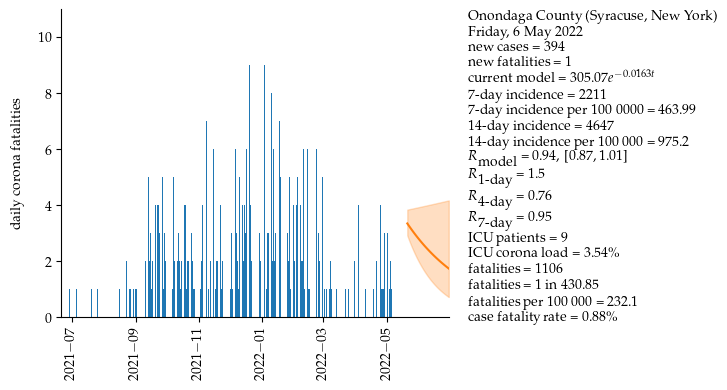 Onondaga County (Syracuse, New York)
Friday, 6 May 2022
new cases = 394
new fatalities = 1
current model = 305.07e^{−0.0163t}
7-day incidence = 2211
7-day incidence per 100 0000 = 463.99
14-day incidence = 4647
14-day incidence per 100 000 = 975.2
R_model = 0.94, [0.87, 1.01]
R_1-day = 1.5
R_4-day = 0.76
R_7-day = 0.95
ICU patients = 9
ICU corona load = 3.54%
fatalities = 1106
fatalities = 1 in 430.85
fatalities per 100 000 = 232.1
case fatality rate = 0.88%
daily corona fatalities
10
8
6
4
2
0
2021−07
2021−09
2021−11
2022−01
2022−03
2022−05